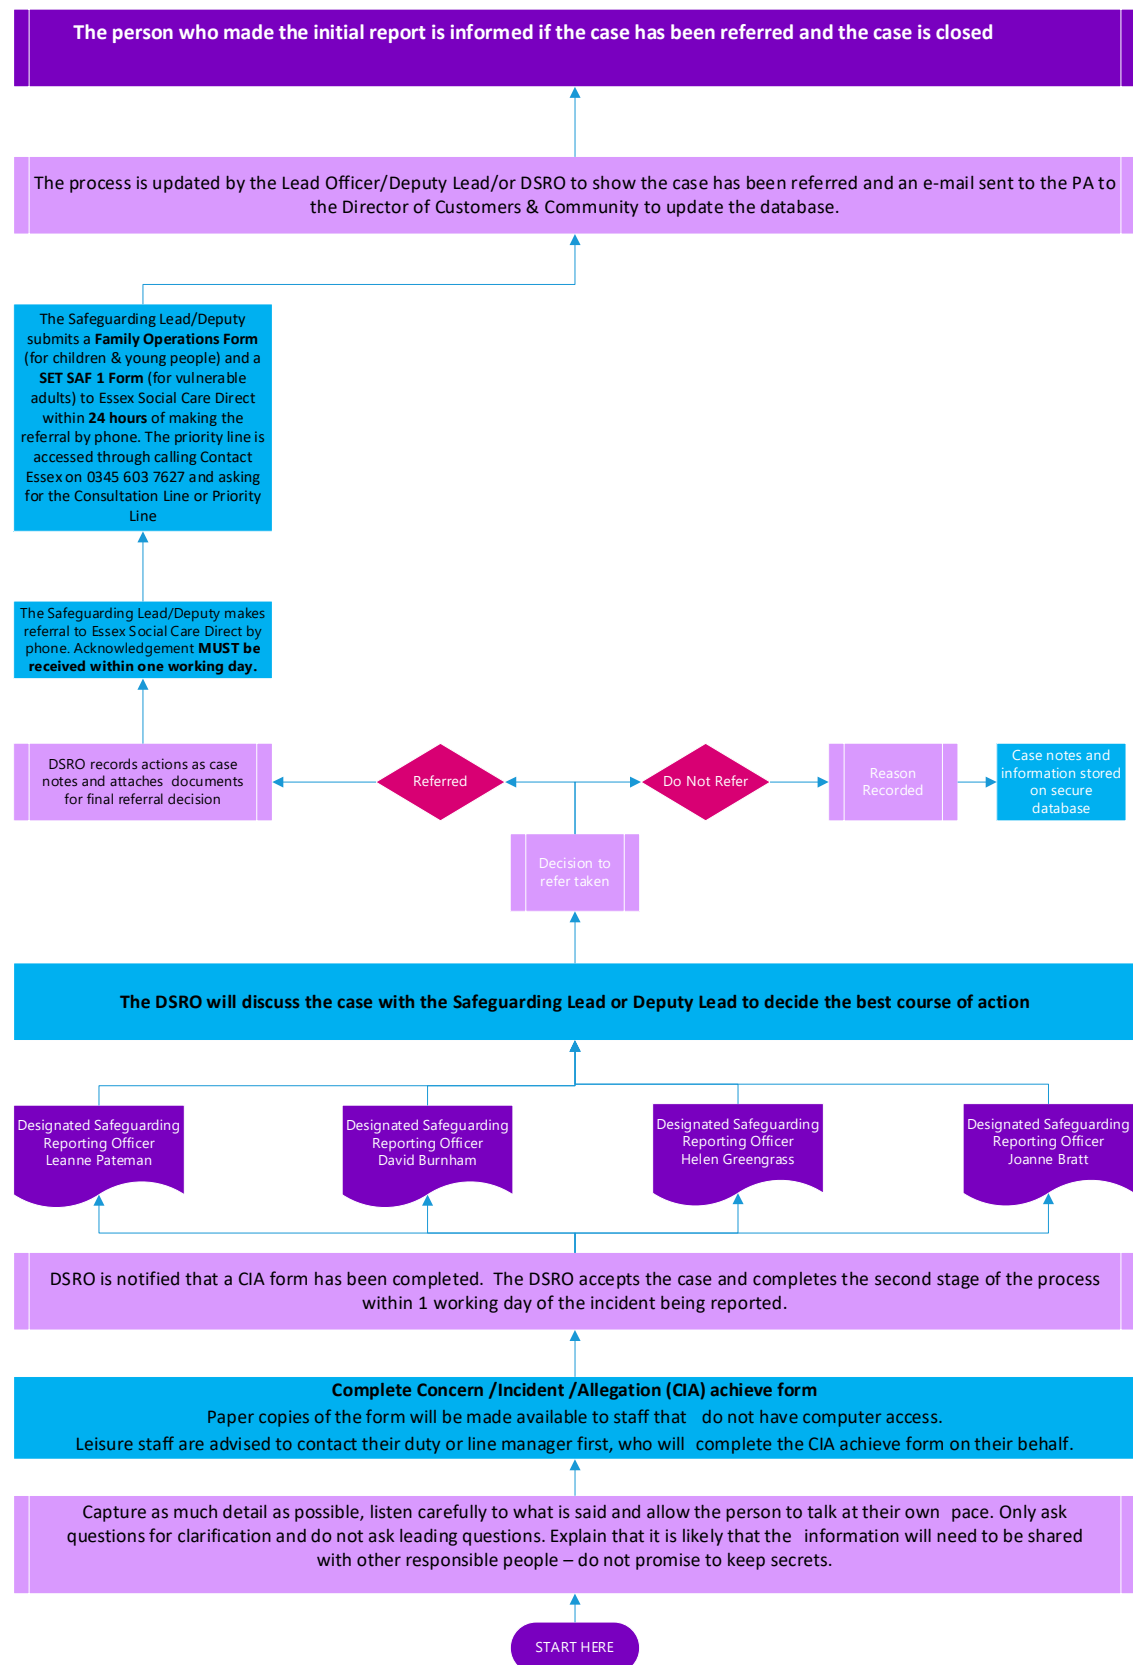 The person who made the initial report is informed if the case has been referred and the case is closed
The process is updated by the Lead Officer/Deputy Lead/or DSRO to show the case has been referred and an e-mail sent to the PA to
the Director of Customers & Community to update the database.
The Safeguarding Lead/Deputy
submits a Family Operations Form
(for children & young people) and a
SET SAF 1 Form (for vulnerable
adults) to Essex Social Care Direct
within 24 hours of making the
referral by phone. The priority line is
accessed through calling Contact
Essex on 0345 603 7627 and asking
for the Consultation Line or Priority
Line
The Safeguarding Lead/Deputy makes
referral to Essex Social Care Direct by
phone. Acknowledgement MUST be
received within one working day.
DSRO records actions as case
notes and attaches documents
for final referral decision
Referred
Do Not Refer
Reason
Recorded
Case notes and
information stored
on secure
database
Decision to
refer taken
The DSRO will discuss the case with the Safeguarding Lead or Deputy Lead to decide the best course of action
Designated Safeguarding
Reporting Officer
Leanne Pateman
Designated Safeguarding
Reporting Officer
David Burnham
Designated Safeguarding
Reporting Officer
Helen Greengrass
Designated Safeguarding
Reporting Officer
Joanne Bratt
DSRO is notified that a CIA form has been completed. The DSRO accepts the case and completes the second stage of the process
within 1 working day of the incident being reported.
Complete Concern /Incident /Allegation (CIA) achieve form
Paper copies of the form will be made available to staff that do not have computer access.
Leisure staff are advised to contact their duty or line manager first, who will complete the CIA achieve form on their behalf.
Capture as much detail as possible, listen carefully to what is said and allow the person to talk at their own pace. Only ask
questions for clarification and do not ask leading questions. Explain that it is likely that the information will need to be shared
with other responsible people – do not promise to keep secrets.
START HERE